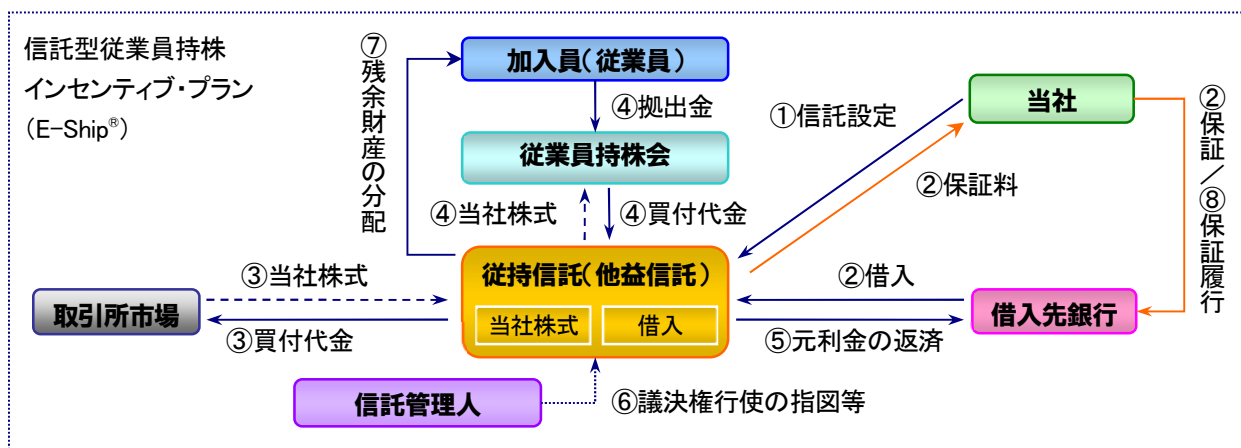 信託型従業員持株
インセンティブ・プラン
（E-Ship®）
⑦残余財産の分配
加入員（従業員）
④拠出金
従業員持株会
④当社株式
④買付代金
①信託設定
当社
②保証料
②保証／⑧保証履行
③当社株式
取引所市場
③買付代金
従持信託（他益信託）
当社株式
借入
②借入
借入先銀行
⑤元利金の返済
信託管理人
⑥議決権行使の指図等